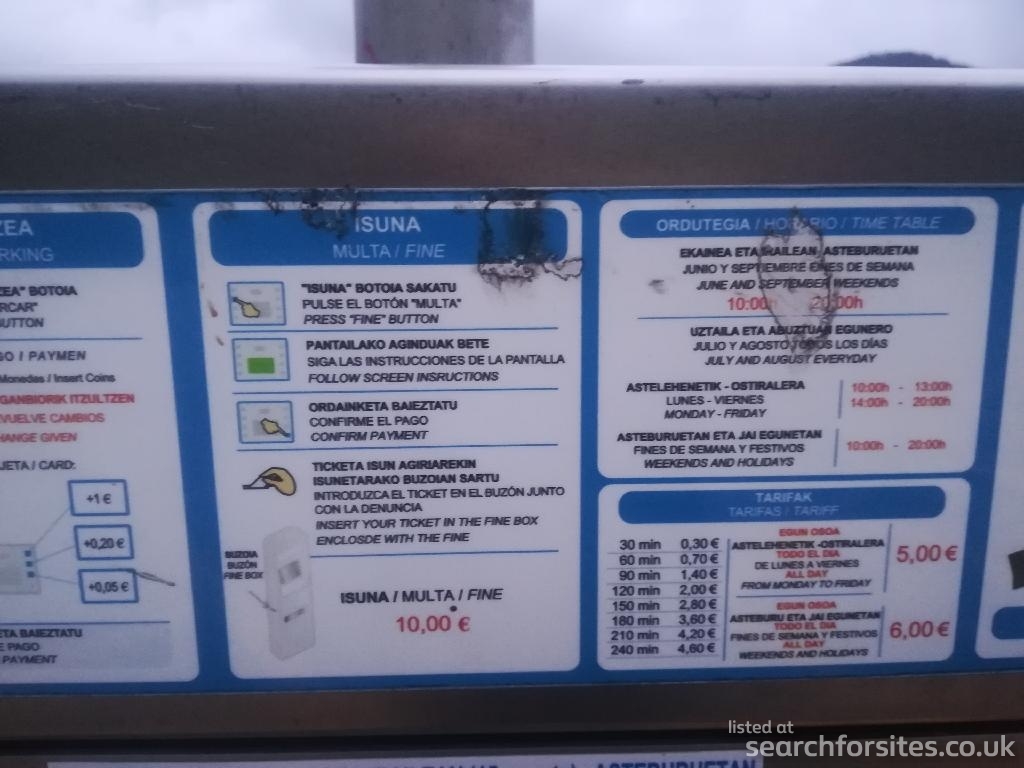 ZEA
RKING
ZEA" BOTOIA
RCAR"
UTTON
GO / PAYMEN
Monedas / Insert Coins
GANBIORIK ITZULTZEN
VUELVE CAMBIOS
HANGE GIVEN
JETA / CARD:
+1 €
+0,20 €
+0,05 €
ETA BAIEZTATU
E PAGO
PAYMENT
ISUNA
MULTA / FINE
"ISUNA" BOTOIA SAKATU
PULSE EL BOTÓN "MULTA"
PRESS "FINE" BUTTON
PANTAILAKO AGINDUAK BETE
SIGA LAS INSTRUCCIONES DE LA PANTALLA
FOLLOW SCREEN INSRUCTIONS
ORDAINKETA BAIEZTATU
CONFIRME EL PAGO
CONFIRM PAYMENT
TICKETA ISUN AGIRIAREKIN
ISUNETARAKO BUZOIAN SARTU
INTRODUZCA EL TICKET EN EL BUZÓN JUNTO
CON LA DENUNCIA
INSERT YOUR TICKET IN THE FINE BOX
ENCLOSDE WITH THE FINE
BUZOIA
BUZÓN
FINE BOX
ISUNA / MULTA / FINE
10,00 €
ORDUTEGIA / HORARIO / TIME TABLE
EKAINEA ETA IRAILEAN ASTEBURUETAN
JUNIO Y SEPTIEMBRE FINES DE SEMANA
JUNE AND SEPTEMBER WEEKENDS
10:00h 20:00h
UZTAILA ETA ABUZTUAN EGUNERO
JULIO Y AGOSTO TODOS LOS DÍAS
JULY AND AUGUST EVERYDAY
ASTELEHENETIK - OSTIRALERA
LUNES - VIERNES
MONDAY - FRIDAY
10:00h - 13:00h
14:00h - 20:00h
ASTEBURUETAN ETA JAI EGUNETAN
FINES DE SEMANA Y FESTIVOS
WEEKENDS AND HOLIDAYS
10:00h - 20:00h
TARIFAK
TARIFAS / TARIFF
30 min 0,30 €
60 min 0,70 €
90 min 1,40 €
120 min 2,00 €
150 min 2,80 €
180 min 3,60 €
210 min 4,20 €
240 min 4,60 €
EGUN OSOA
ASTELEHENETIK -OSTIRALERA
TODO EL DIA
DE LUNES A VIERNES
ALL DAY
FROM MONDAY TO FRIDAY
5,00 €
EGUN OSOA
ASTEBURU ETA JAI EGUNETAN
TODO EL DIA
FINES DE SEMANA Y FESTIVOS
ALL DAY
WEEKENDS AND HOLIDAYS
6,00 €
ASTEBURUETAN
listed at
searchforsites.co.uk